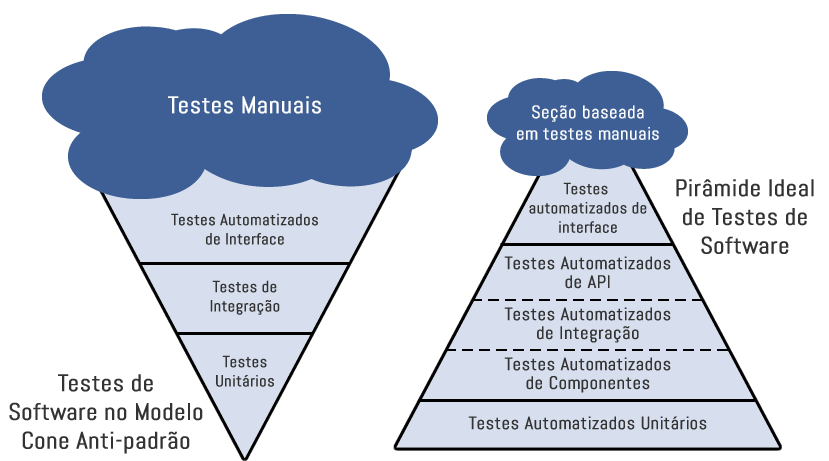 Testes Manuais
Testes Automatizados
de Interface
Testes de
Integração
Testes
Unitários
Testes de
Software no Modelo
Cone Anti-padrão
Seção baseada
em testes manuais
Testes
automatizados de
interface
Testes Automatizados
de API
Testes Automatizados
de Integração
Testes Automatizados
de Componentes
Testes Automatizados Unitários
Pirâmide Ideal
de Testes de
Software